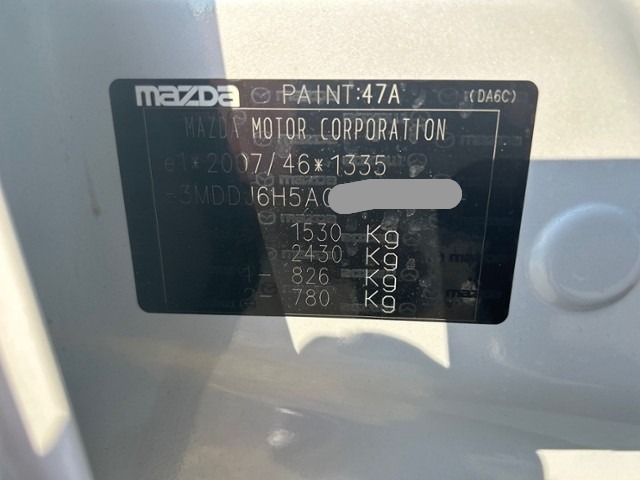 mazda PAINT:47A (DA6C)
MAZDA MOTOR CORPORATION
e1*2007/46*1335
-3MDDJ6H5A
1530 Kg
2430 Kg
1- 826 Kg
2- 780 Kg